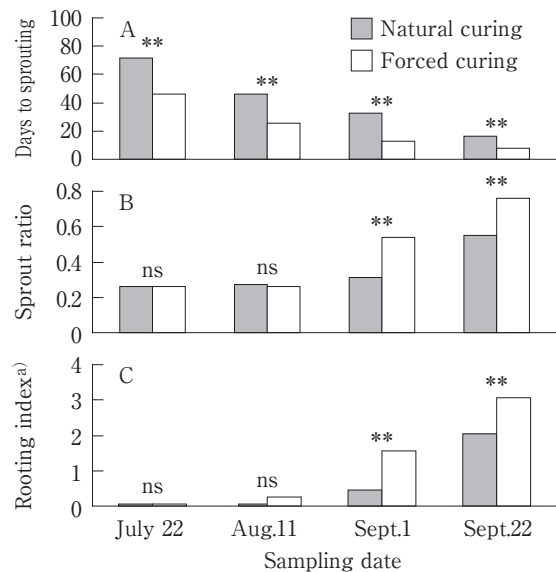 A
Natural curing
Forced curing
Days to sprouting
100
80
60
40
20
0
**
**
**
**
B
Sprout ratio
0.8
0.6
0.4
0.2
0
ns
ns
**
**
C
Rooting indexᵃ⁾
4
3
2
1
0
ns
ns
**
**
July 22 Aug.11 Sept.1 Sept.22
Sampling date